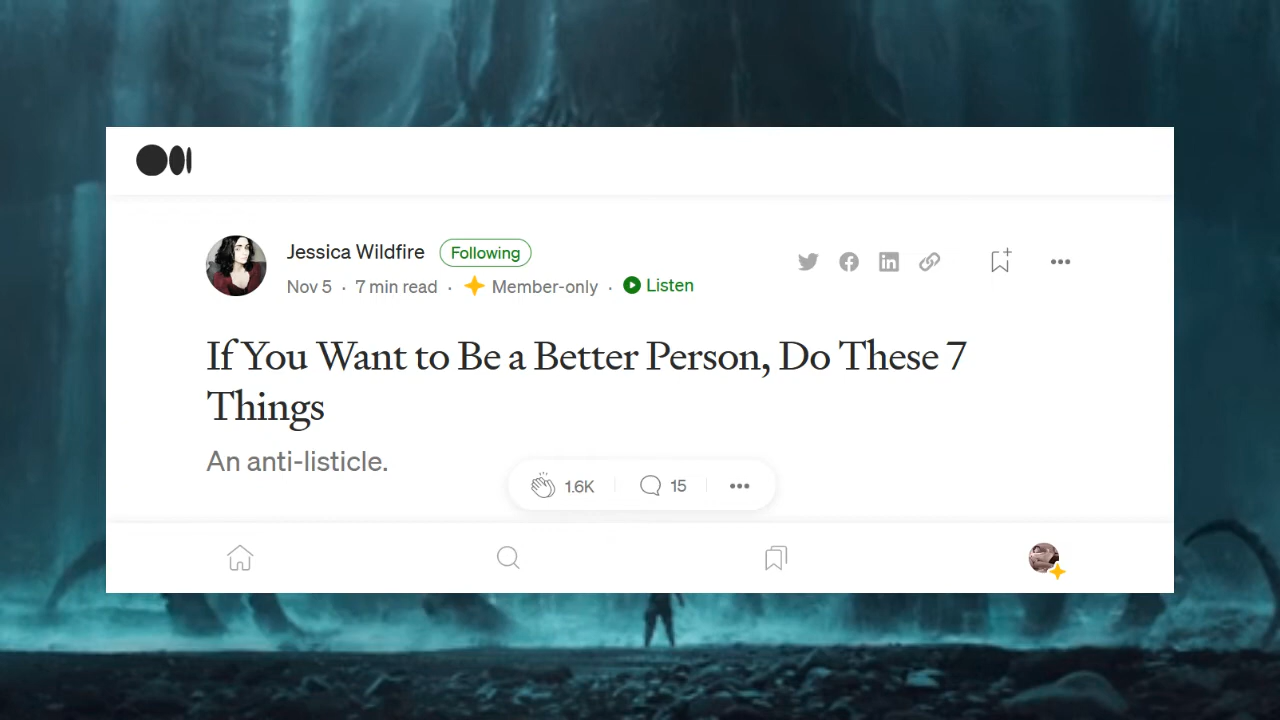 Jessica Wildfire Following
Nov 5 · 7 min read · Member-only · Listen
If You Want to Be a Better Person, Do These 7
Things
An anti-listicle.
1.6K 15